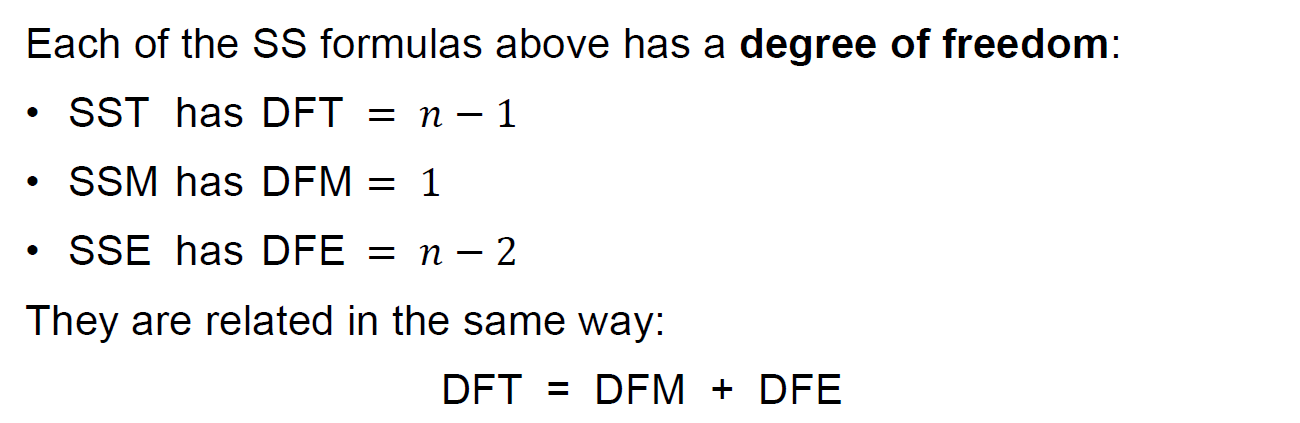 Each of the SS formulas above has a degree of freedom:
• SST has DFT = n − 1
• SSM has DFM = 1
• SSE has DFE = n − 2
They are related in the same way:
DFT = DFM + DFE